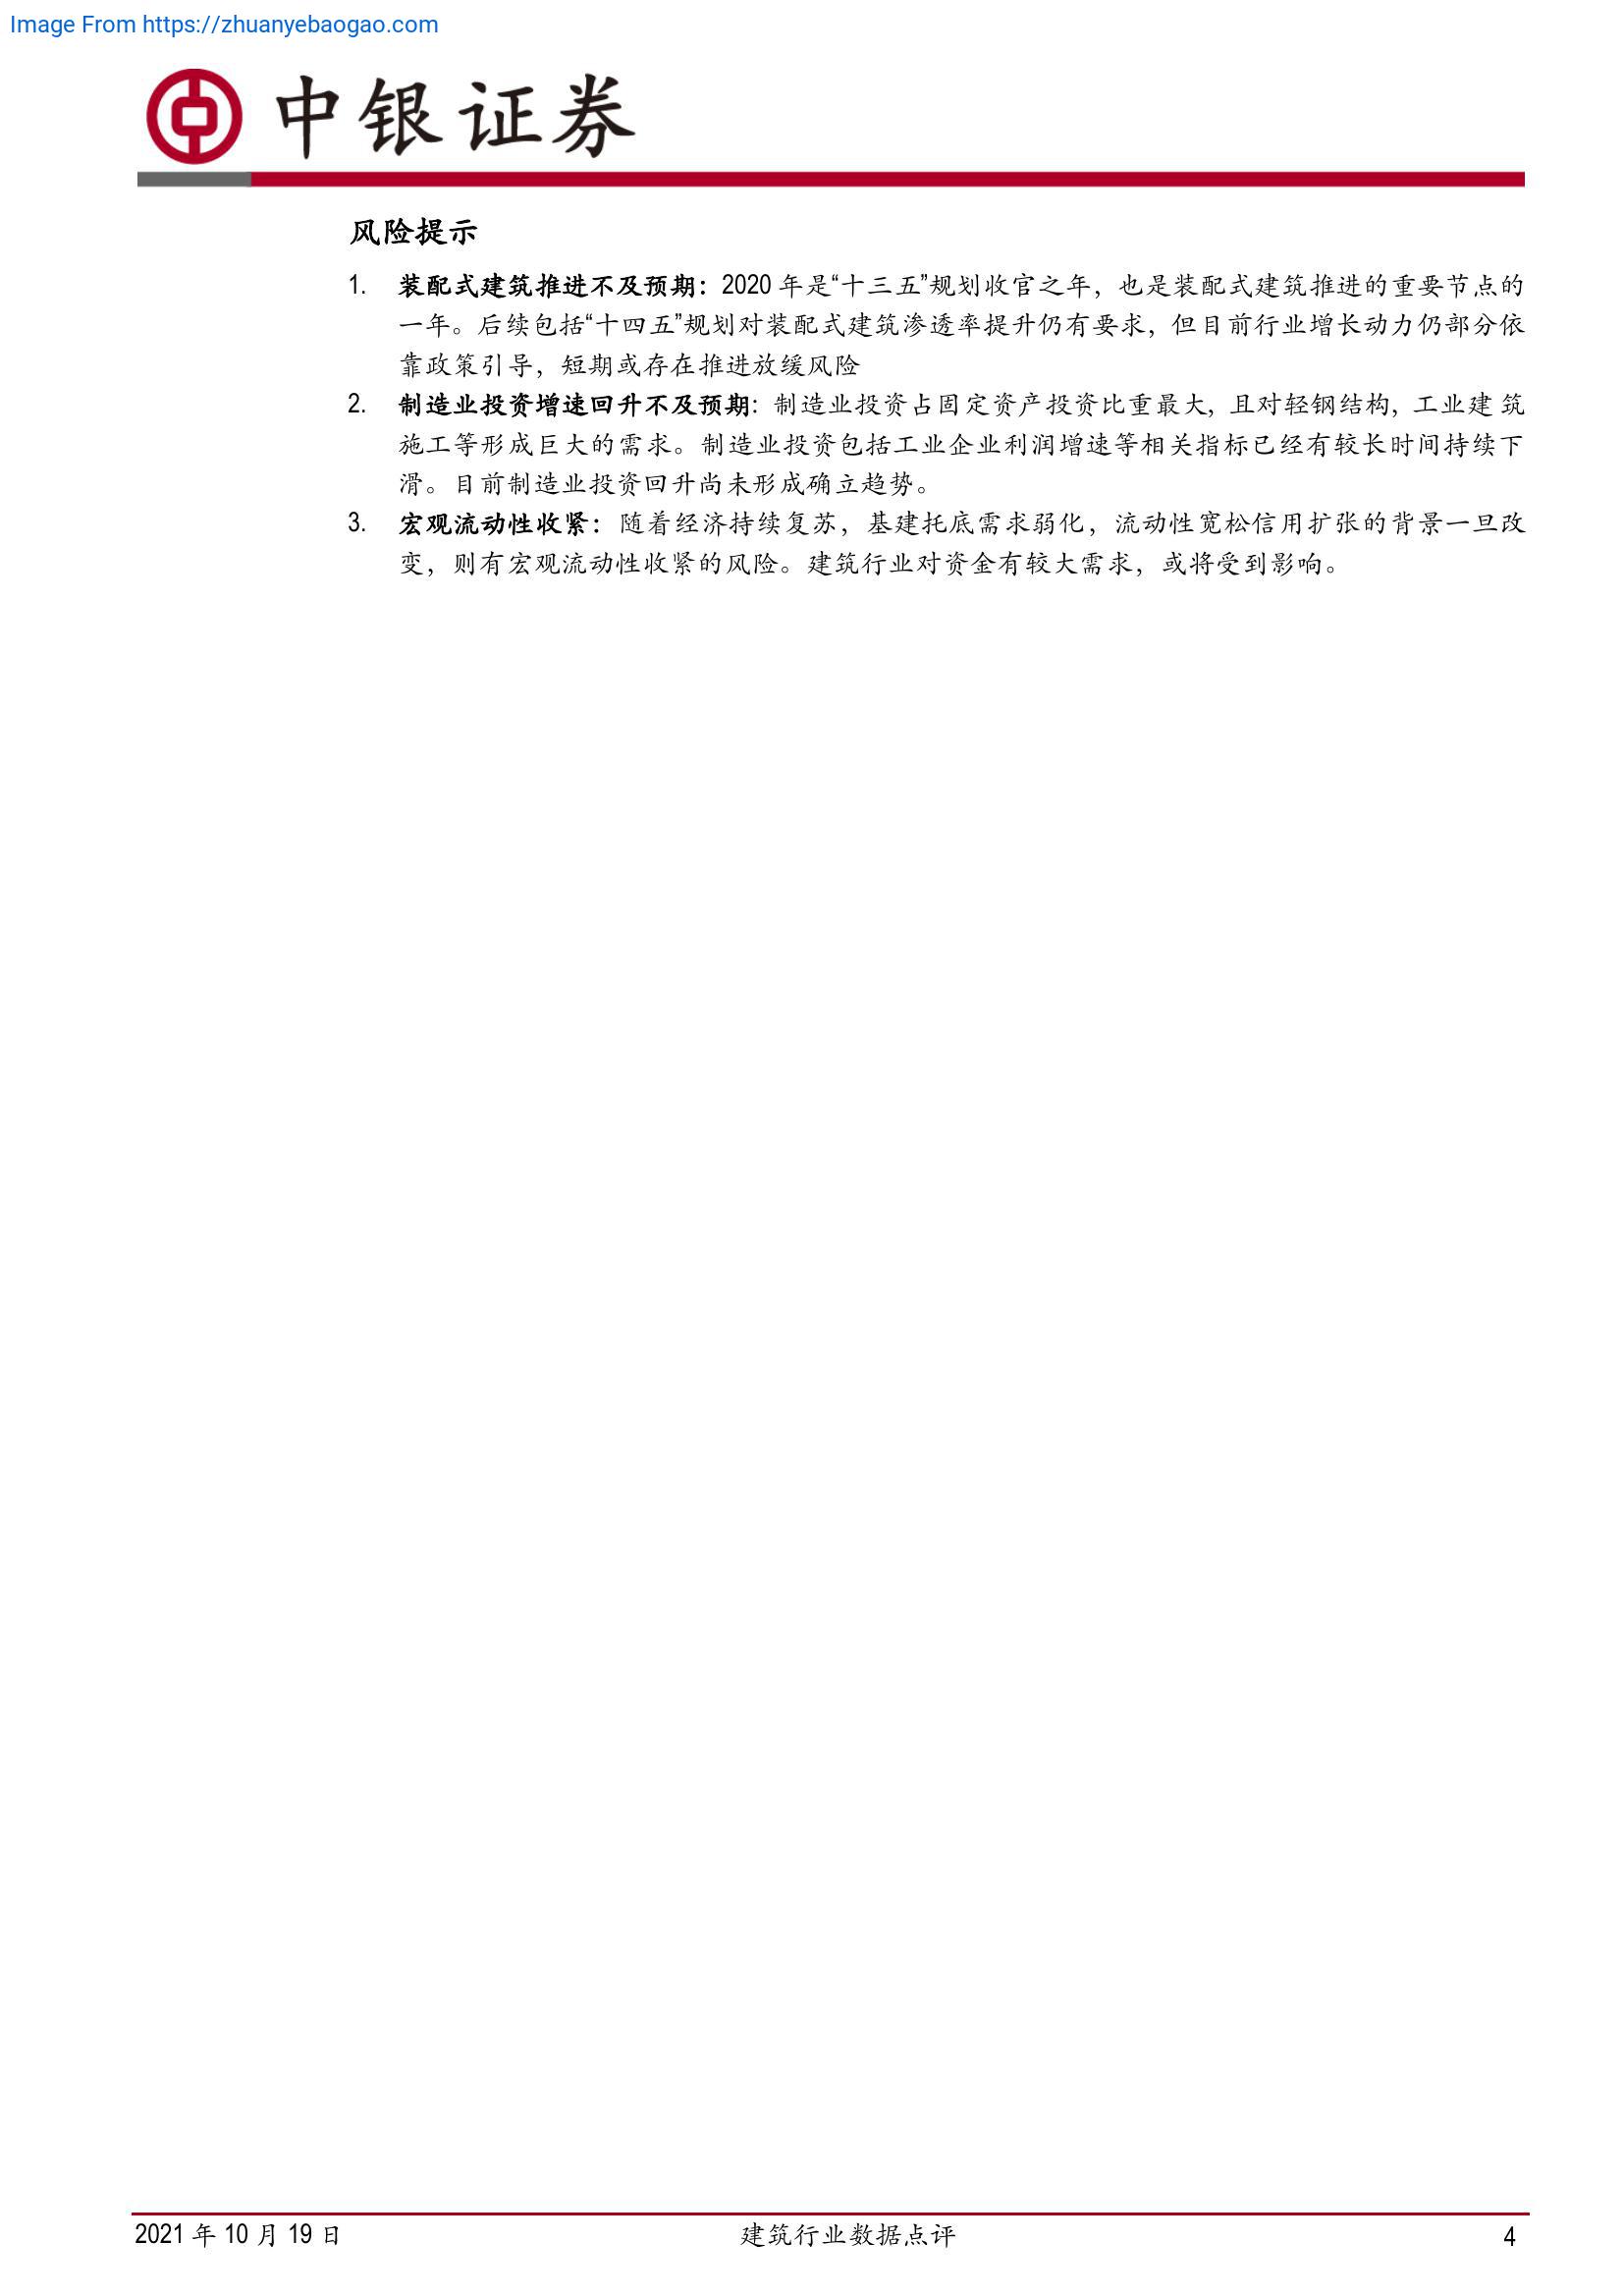 Image From https://zhuanyebaogao.com
中银证券
风险提示
1. 装配式建筑推进不及预期：2020 年是“十三五”规划收官之年，也是装配式建筑推进的重要节点的
一年。后续包括“十四五”规划对装配式建筑渗透率提升仍有要求，但目前行业增长动力仍部分依
靠政策引导，短期或存在推进放缓风险
2. 制造业投资增速回升不及预期：制造业投资占固定资产投资比重最大，且对轻钢结构，工业建 筑
施工等形成巨大的需求。制造业投资包括工业企业利润增速等相关指标已经有较长时间持续下
滑。目前制造业投资回升尚未形成确立趋势。
3. 宏观流动性收紧：随着经济持续复苏，基建托底需求弱化，流动性宽松信用扩张的背景一旦改
变，则有宏观流动性收紧的风险。建筑行业对资金有较大需求，或将受到影响。
2021 年 10 月 19 日 建筑行业数据点评 4